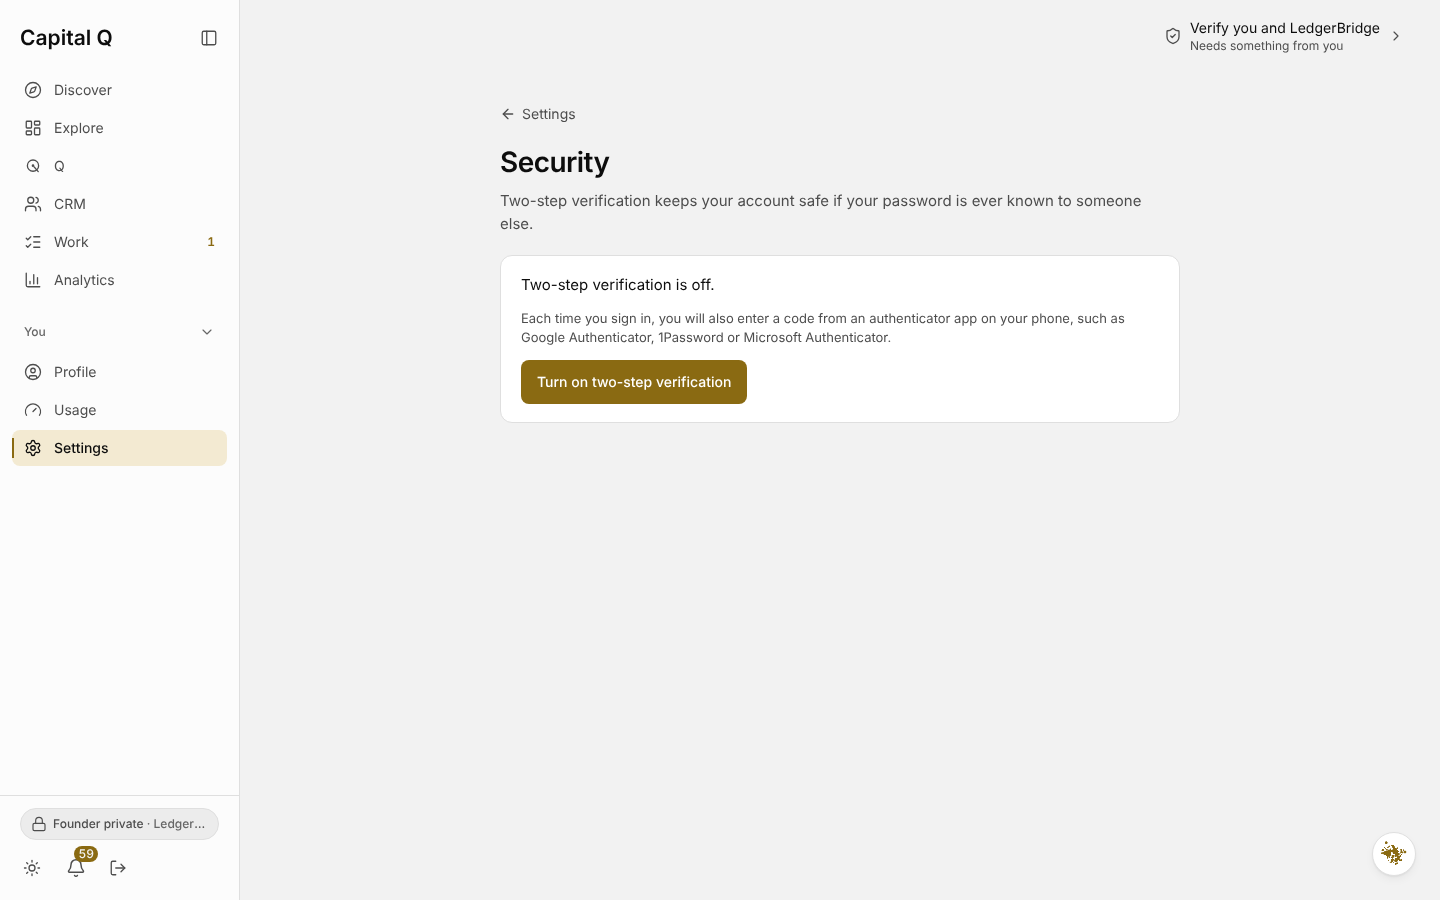 Capital Q
Discover
Explore
Q
CRM
Work 1
Analytics
You
Profile
Usage
Settings
Founder private · Ledger...
59
Verify you and LedgerBridge
Needs something from you
Settings
Security
Two-step verification keeps your account safe if your password is ever known to someone
else.
Two-step verification is off.
Each time you sign in, you will also enter a code from an authenticator app on your phone, such as
Google Authenticator, 1Password or Microsoft Authenticator.
Turn on two-step verification